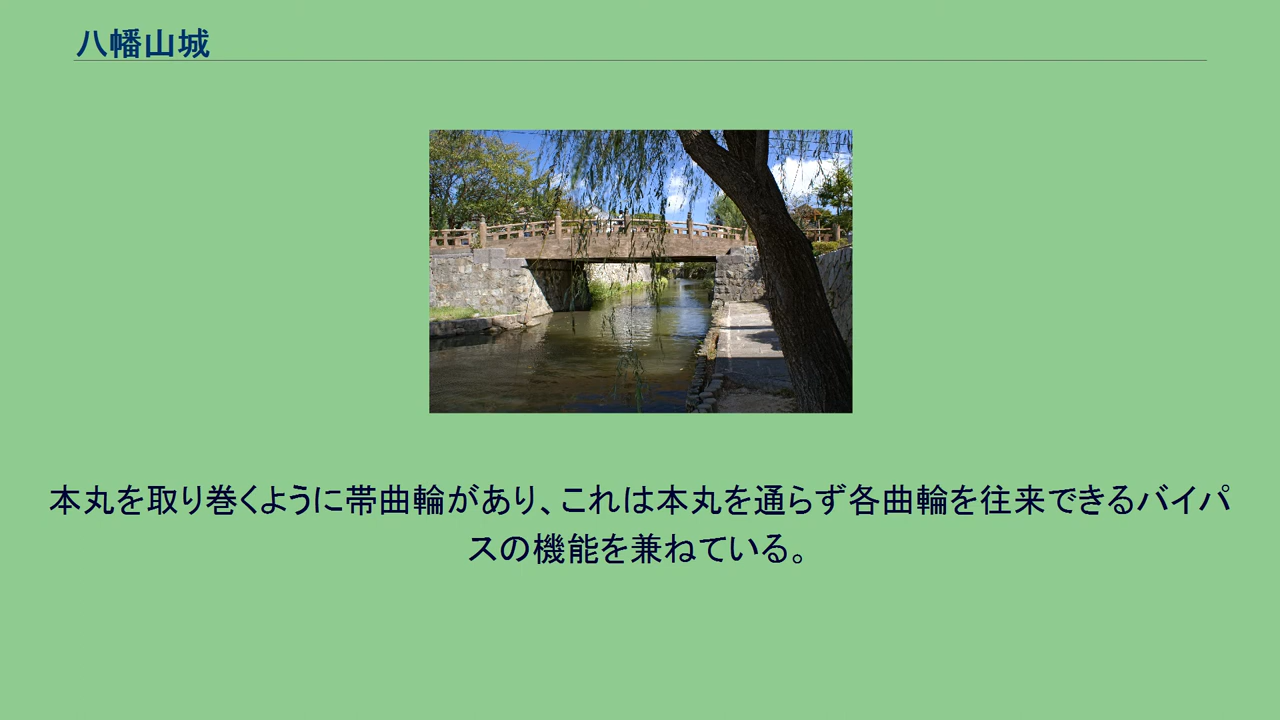 八幡山城
本丸を取り巻くように帯曲輪があり、これは本丸を通らず各曲輪を往来できるバイパ
スの機能を兼ねている。